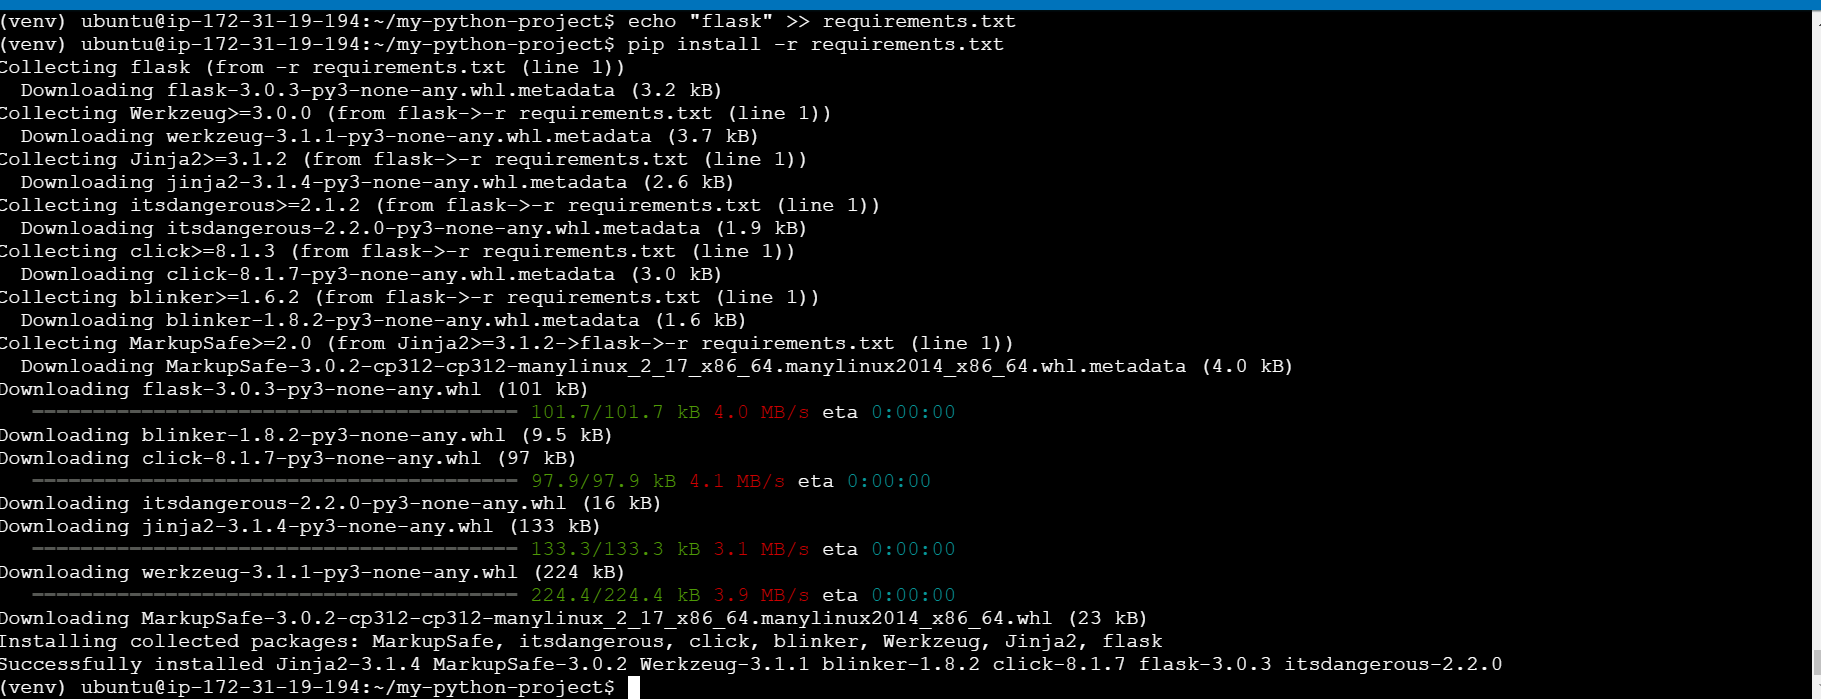 (venv) ubuntu@ip-172-31-19-194:~/my-python-project$ echo "flask" >> requirements.txt
(venv) ubuntu@ip-172-31-19-194:~/my-python-project$ pip install -r requirements.txt
Collecting flask (from -r requirements.txt (line 1))
  Downloading flask-3.0.3-py3-none-any.whl.metadata (3.2 kB)
Collecting Werkzeug>=3.0.0 (from flask->-r requirements.txt (line 1))
  Downloading werkzeug-3.1.1-py3-none-any.whl.metadata (3.7 kB)
Collecting Jinja2>=3.1.2 (from flask->-r requirements.txt (line 1))
  Downloading jinja2-3.1.4-py3-none-any.whl.metadata (2.6 kB)
Collecting itsdangerous>=2.1.2 (from flask->-r requirements.txt (line 1))
  Downloading itsdangerous-2.2.0-py3-none-any.whl.metadata (1.9 kB)
Collecting click>=8.1.3 (from flask->-r requirements.txt (line 1))
  Downloading click-8.1.7-py3-none-any.whl.metadata (3.0 kB)
Collecting blinker>=1.6.2 (from flask->-r requirements.txt (line 1))
  Downloading blinker-1.8.2-py3-none-any.whl.metadata (1.6 kB)
Collecting MarkupSafe>=2.0 (from Jinja2>=3.1.2->flask->-r requirements.txt (line 1))
  Downloading MarkupSafe-3.0.2-cp312-cp312-manylinux_2_17_x86_64.manylinux2014_x86_64.whl.metadata (4.0 kB)
Downloading flask-3.0.3-py3-none-any.whl (101 kB)
101.7/101.7 kB 4.0 MB/s eta 0:00:00
Downloading blinker-1.8.2-py3-none-any.whl (9.5 kB)
Downloading click-8.1.7-py3-none-any.whl (97 kB)
97.9/97.9 kB 4.1 MB/s eta 0:00:00
Downloading itsdangerous-2.2.0-py3-none-any.whl (16 kB)
Downloading jinja2-3.1.4-py3-none-any.whl (133 kB)
133.3/133.3 kB 3.1 MB/s eta 0:00:00
Downloading werkzeug-3.1.1-py3-none-any.whl (224 kB)
224.4/224.4 kB 3.9 MB/s eta 0:00:00
Downloading MarkupSafe-3.0.2-cp312-cp312-manylinux_2_17_x86_64.manylinux2014_x86_64.whl (23 kB)
Installing collected packages: MarkupSafe, itsdangerous, click, blinker, Werkzeug, Jinja2, flask
Successfully installed Jinja2-3.1.4 MarkupSafe-3.0.2 Werkzeug-3.1.1 blinker-1.8.2 click-8.1.7 flask-3.0.3 itsdangerous-2.2.0
(venv) ubuntu@ip-172-31-19-194:~/my-python-project$